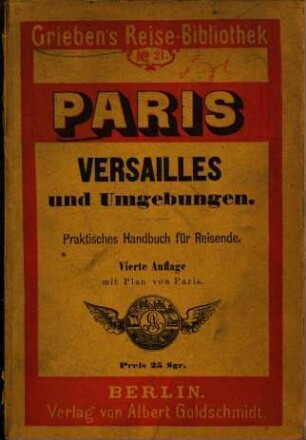 Grieben's Reise-Bibliothek
No 21.
PARIS
VERSAILLES
und Umgebungen.
Praktisches Handbuch für Reisende.
Vierte Auflage
mit Plan von Paris.
Preis 25 Sgr.
BERLIN.
Verlag von Albert Goldschmidt.